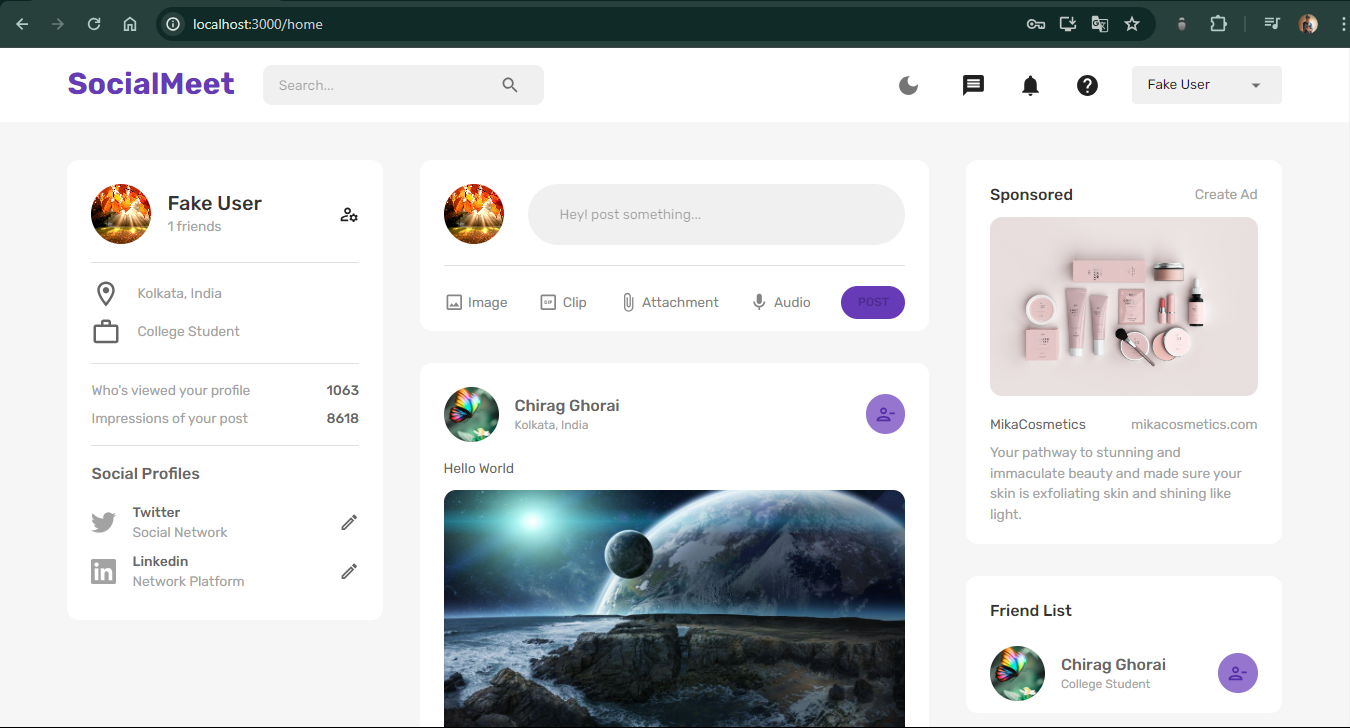 localhost:3000/home
SocialMeet
Search...
Fake User
Fake User
1 friends
Kolkata, India
College Student
Who's viewed your profile 1063
Impressions of your post 8618
Social Profiles
Twitter
Social Network
Linkedin
Network Platform
Hey! post something...
Image GIF Clip Attachment Audio POST
Chirag Ghorai
Kolkata, India
Hello World
Sponsored Create Ad
MikaCosmetics mikacosmetics.com
Your pathway to stunning and
immaculate beauty and made sure your
skin is exfoliating skin and shining like
light.
Friend List
Chirag Ghorai
College Student